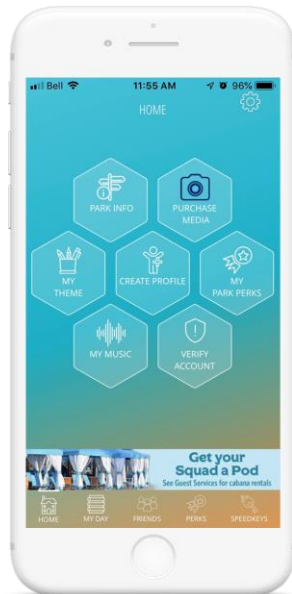 Bell 11:55 AM 96%
HOME
PARK INFO
PURCHASE
MEDIA
MY
THEME
CREATE PROFILE
MY
PARK PERKS
MY MUSIC
VERIFY
ACCOUNT
Get your
Squad a Pod
See Guest Services for cabana rentals
HOME MY DAY FRIENDS PERKS SPEEDKEYS